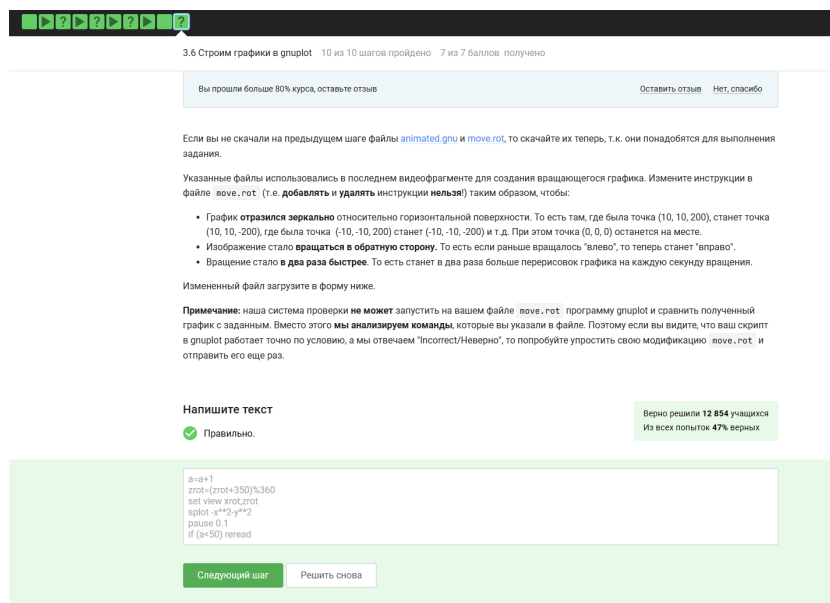 3.6 Строим графики в gnuplot 10 из 10 шагов пройдено 7 из 7 баллов получено
Вы прошли больше 80% курса, оставьте отзыв Оставить отзыв Нет, спасибо
Если вы не скачали на предыдущем шаге файлы animated.gnu и move.rot, то скачайте их теперь, т.к. они понадобятся для выполнения
задания.
Указанные файлы использовались в последнем видеофрагменте для создания вращающегося графика. Измените инструкции в
файле move.rot (т.е. добавлять и удалять инструкции нельзя!) таким образом, чтобы:
• График отразился зеркально относительно горизонтальной поверхности. То есть там, где была точка (10, 10, 200), станет точка
(10, 10, -200), где была точка (-10, -10, 200) станет (-10, -10, -200) и т.д. При этом точка (0, 0, 0) останется на месте.
• Изображение стало вращаться в обратную сторону. То есть если раньше вращалось "влево", то теперь станет "вправо".
• Вращение стало в два раза быстрее. То есть станет в два раза больше перерисовок графика на каждую секунду вращения.
Измененный файл загрузите в форму ниже.
Примечание: наша система проверки не может запустить на вашем файле move.rot программу gnuplot и сравнить полученный
график с заданным. Вместо этого мы анализируем команды, которые вы указали в файле. Поэтому если вы видите, что ваш скрипт
в gnuplot работает точно по условию, а мы отвечаем "Incorrect/Неверно", то попробуйте упростить свою модификацию move.rot и
отправить его еще раз.
Напишите текст
Верно решили 12 854 учащихся
Из всех попыток 47% верных
Правильно.
a=a+1
zrot=(zrot+350)%360
set view xrot,zrot
splot -x**2-y**2
pause 0.1
if (a<50) reread
Следующий шаг Решить снова